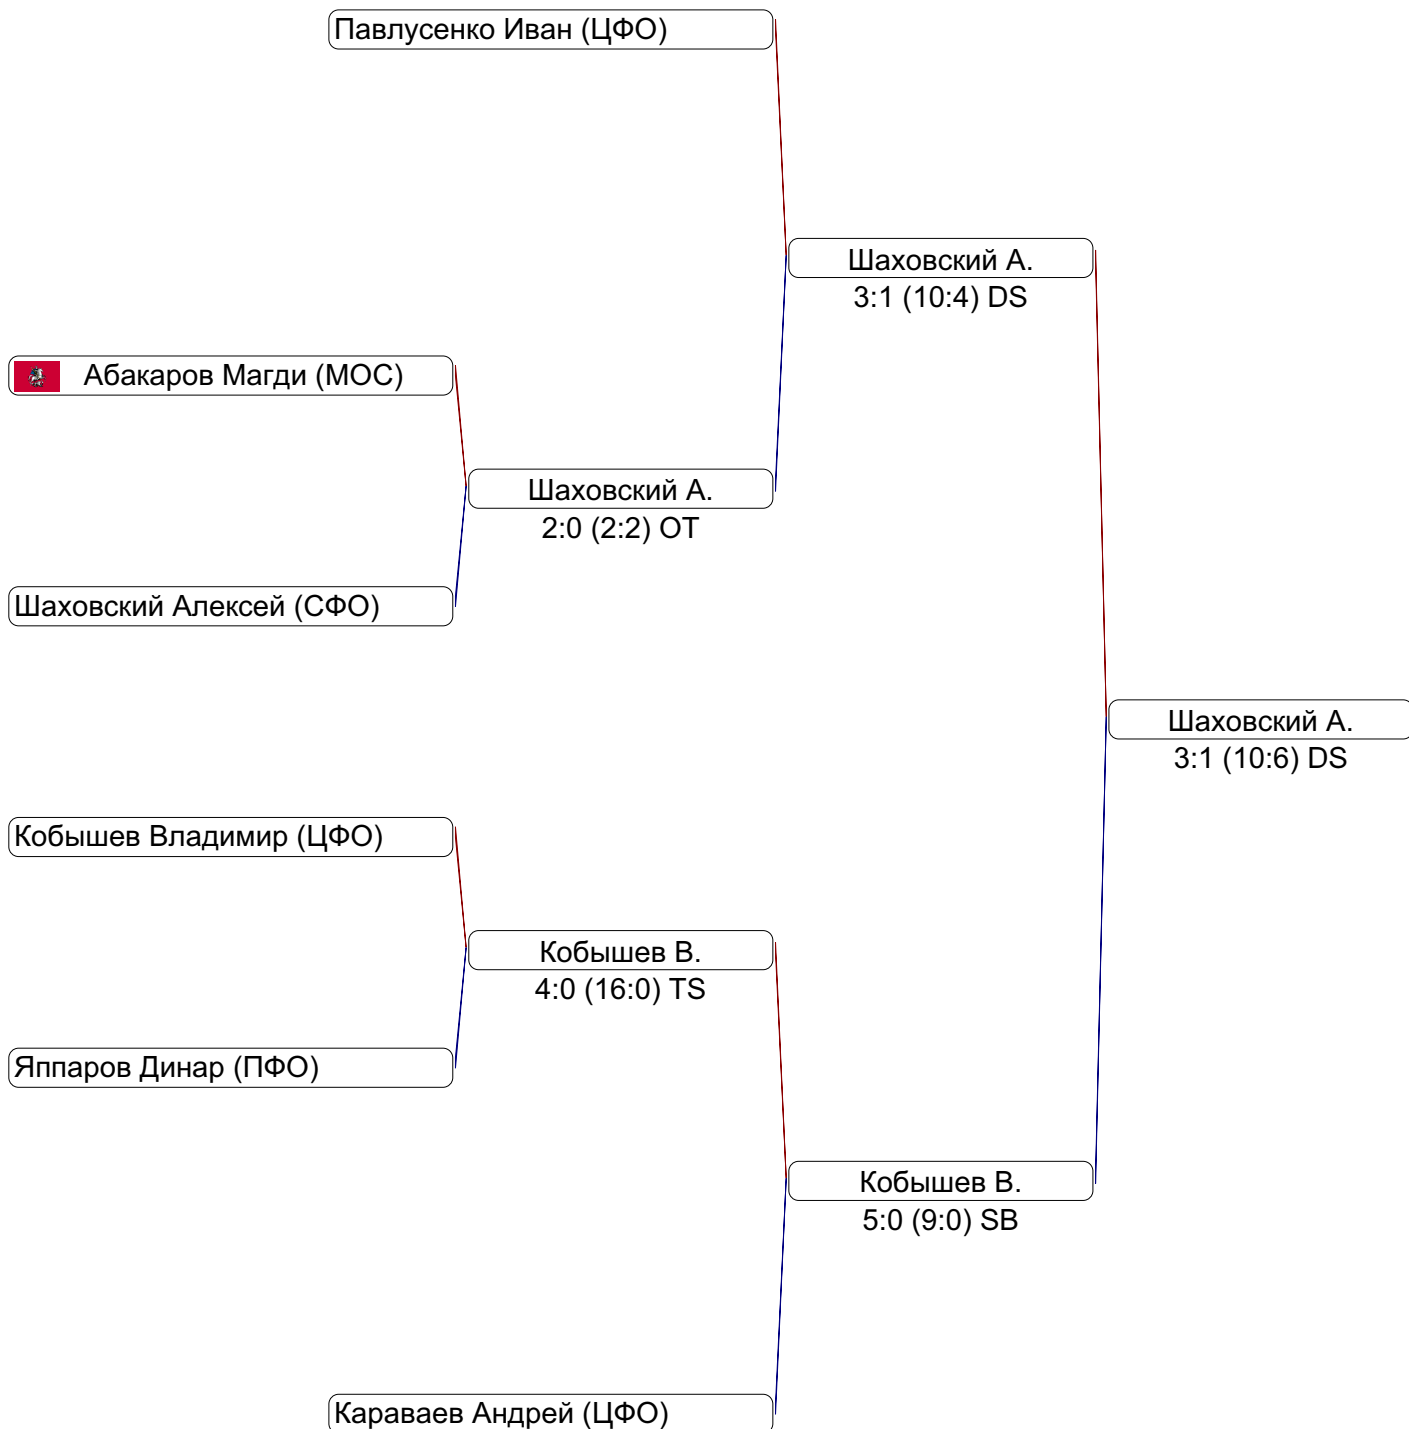 Павлусенко Иван (ЦФО)
Шаховский А.
3:1 (10:4) DS
Абакаров Магди (МОС)
Шаховский А.
2:0 (2:2) OT
Шаховский Алексей (СФО)
Шаховский А.
3:1 (10:6) DS
Кобышев Владимир (ЦФО)
Кобышев В.
4:0 (16:0) TS
Яппаров Динар (ПФО)
Кобышев В.
5:0 (9:0) SB
Караваев Андрей (ЦФО)